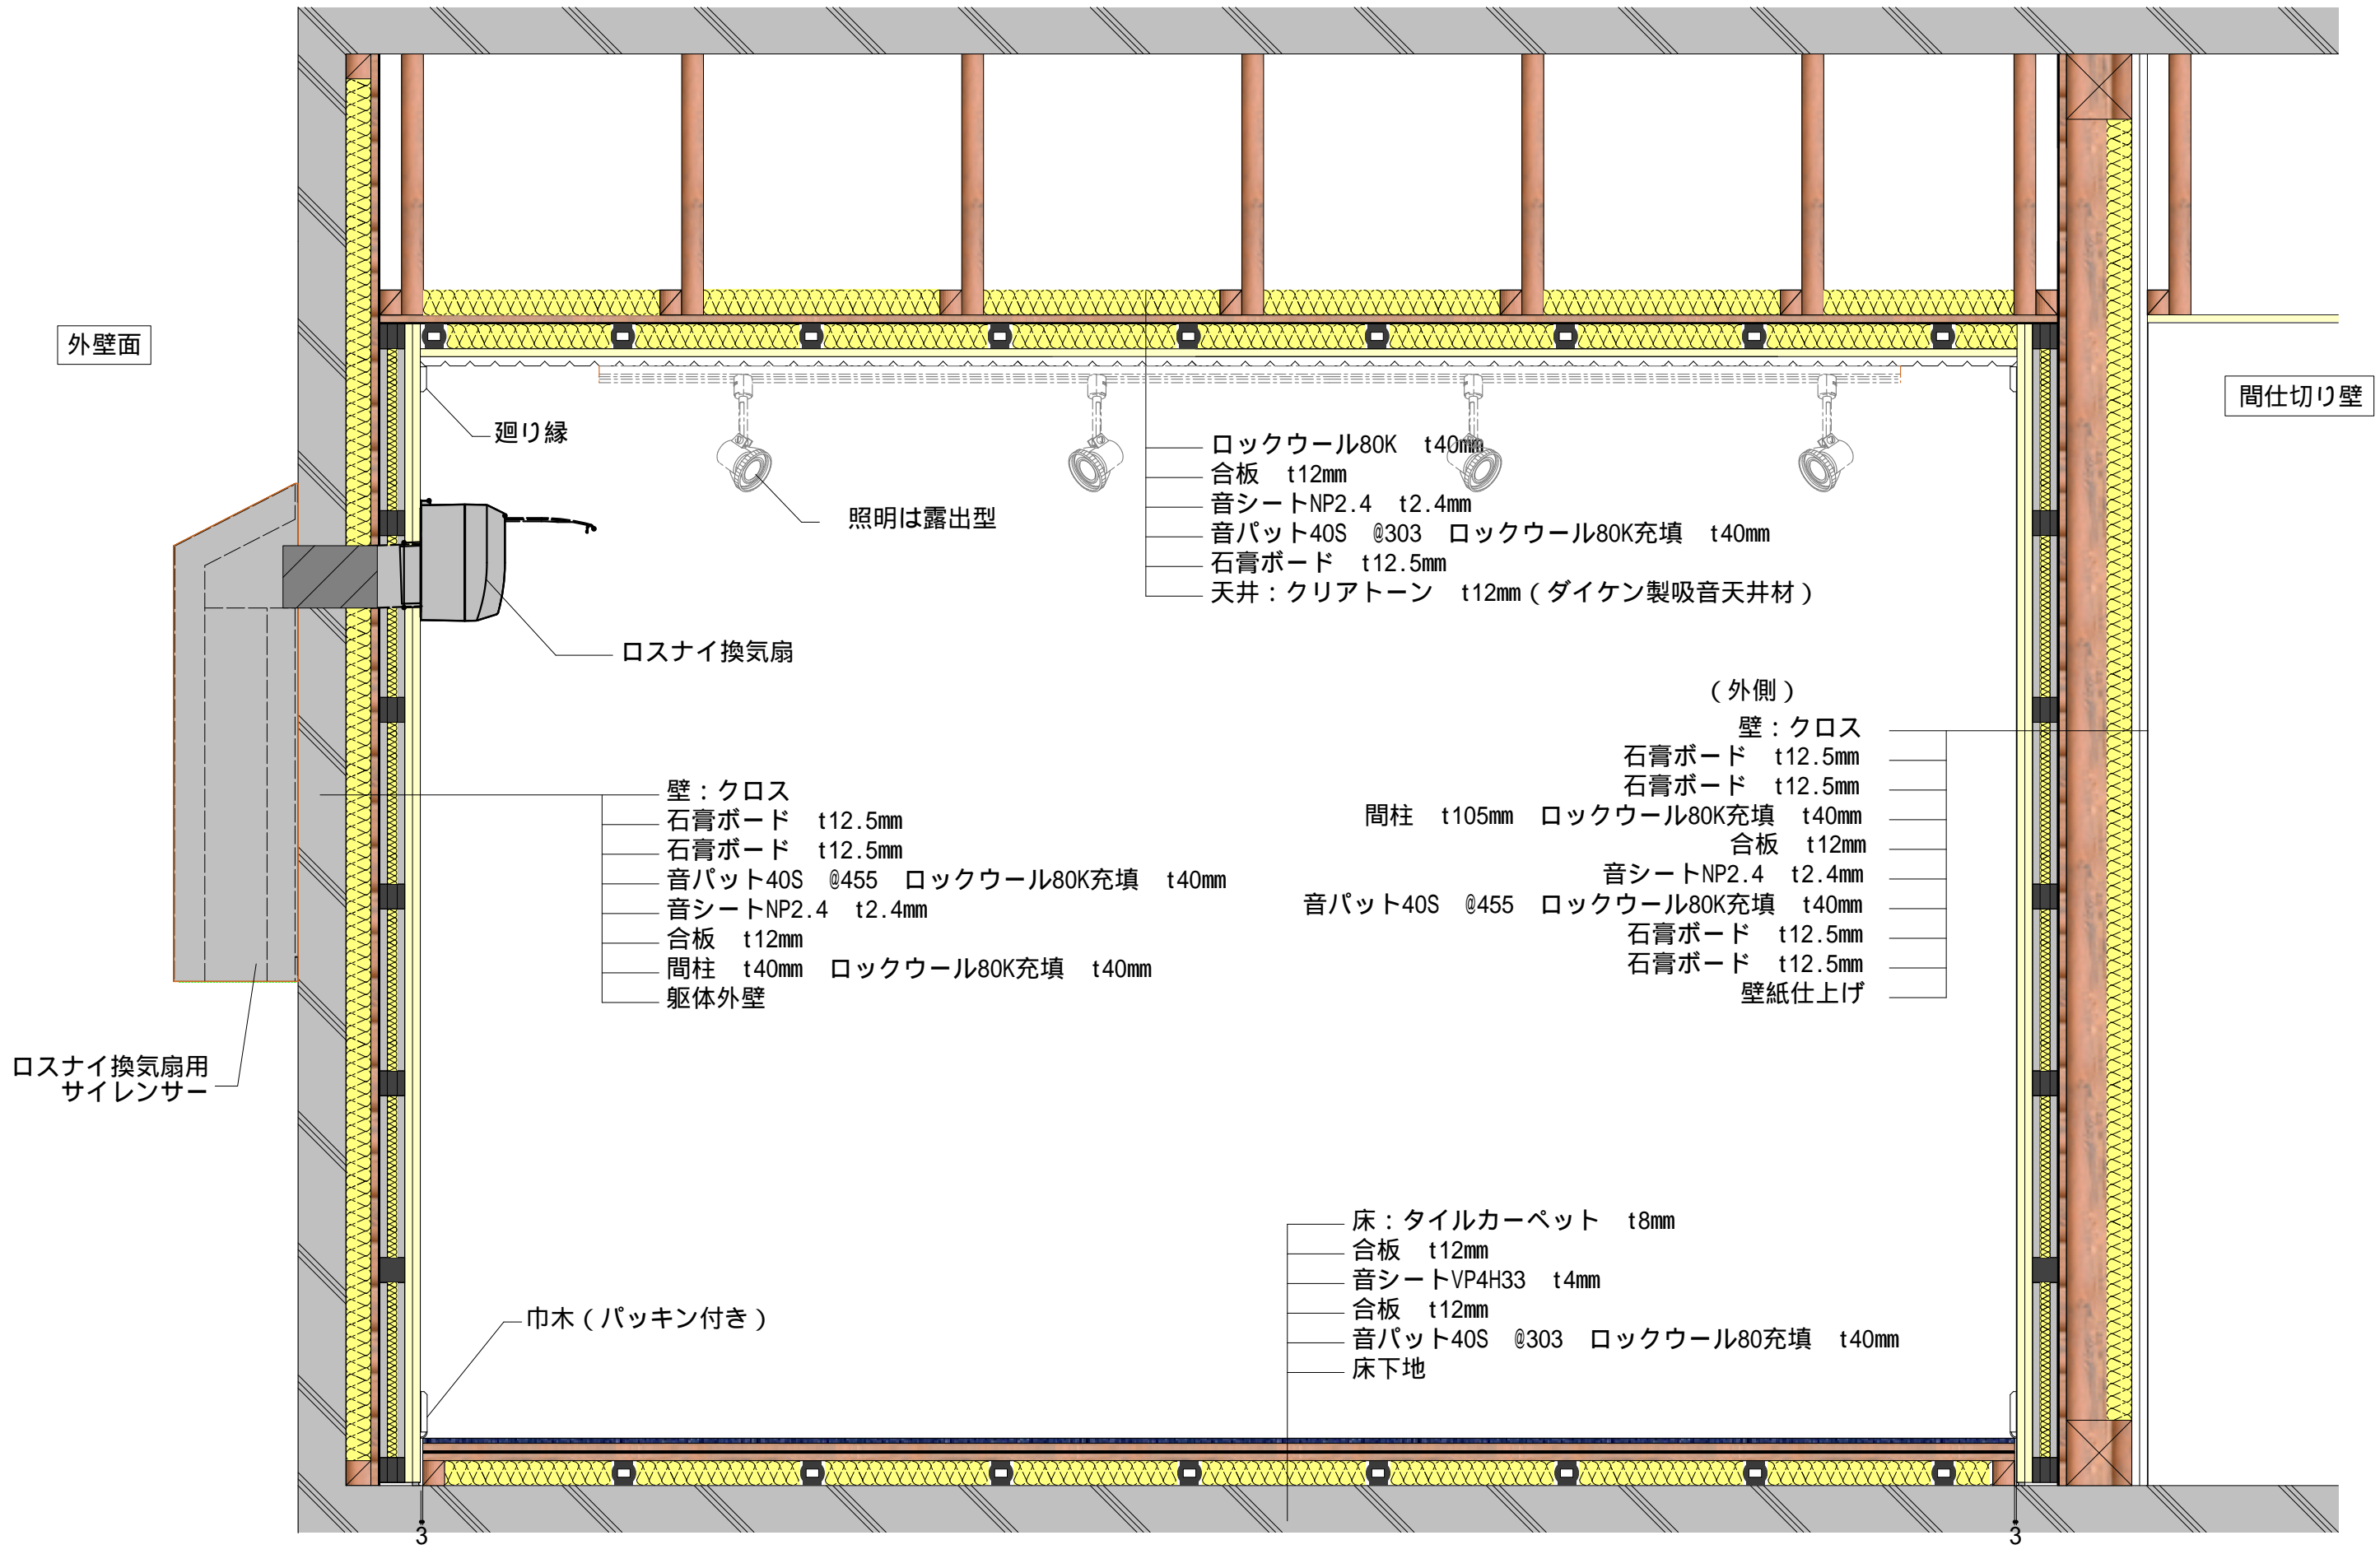 外壁面
間仕切り壁
廻り縁
照明は露出型
ロックウール80K t40mm
合板 t12mm
音シートNP2.4 t2.4mm
音パット40S @303 ロックウール80K充填 t40mm
石膏ボード t12.5mm
天井：クリアトーン t12mm（ダイケン製吸音天井材）
ロスナイ換気扇
（外側）
壁：クロス
石膏ボード t12.5mm
石膏ボード t12.5mm
間柱 t105mm ロックウール80K充填 t40mm
合板 t12mm
音シートNP2.4 t2.4mm
音パット40S @455 ロックウール80K充填 t40mm
石膏ボード t12.5mm
石膏ボード t12.5mm
壁紙仕上げ
壁：クロス
石膏ボード t12.5mm
石膏ボード t12.5mm
音パット40S @455 ロックウール80K充填 t40mm
音シートNP2.4 t2.4mm
合板 t12mm
間柱 t40mm ロックウール80K充填 t40mm
躯体外壁
ロスナイ換気扇用
サイレンサー
床：タイルカーペット t8mm
合板 t12mm
音シートVP4H33 t4mm
合板 t12mm
音パット40S @303 ロックウール80充填 t40mm
床下地
巾木（パッキン付き）
3
3